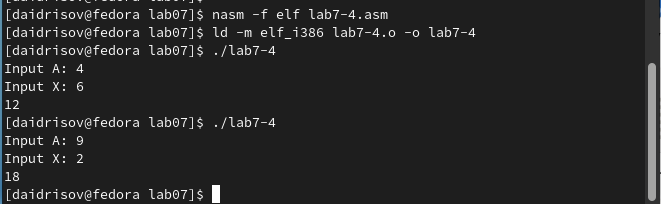 [daidrisov@fedora lab07]$ nasm -f elf lab7-4.asm
[daidrisov@fedora lab07]$ ld -m elf_i386 lab7-4.o -o lab7-4
[daidrisov@fedora lab07]$ ./lab7-4
Input A: 4
Input X: 6
12
[daidrisov@fedora lab07]$ ./lab7-4
Input A: 9
Input X: 2
18
[daidrisov@fedora lab07]$